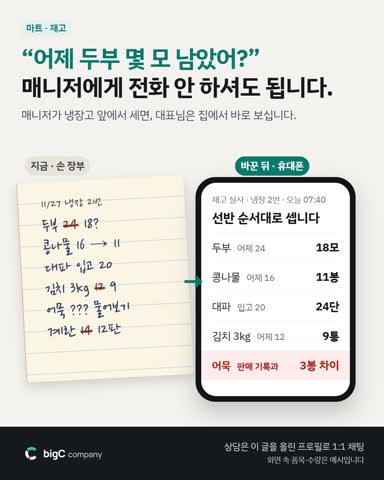 마트 · 재고
“어제 두부 몇 모 남았어?”
매니저에게 전화 안 하셔도 됩니다.
매니저가 냉장고 앞에서 세면, 대표님은 집에서 바로 보십니다.
지금 · 손 장부
11/27 냉장 2번
두부 24 18?
콩나물 16 → 11
대파 입고 20
김치 3kg 12 9
어묵 ??? 물어보기
계란 14 12판
바꾼 뒤 · 휴대폰
재고 실사 · 냉장 2번 · 오늘 07:40
선반 순서대로 셉니다
두부 어제 24 18모
콩나물 어제 16 11봉
대파 입고 20 24단
김치 3kg 어제 12 9통
어묵 판매 기록과 3봉 차이
bigC company
상담은 이 글을 올린 프로필로 1:1 채팅
화면 속 품목·수량은 예시입니다